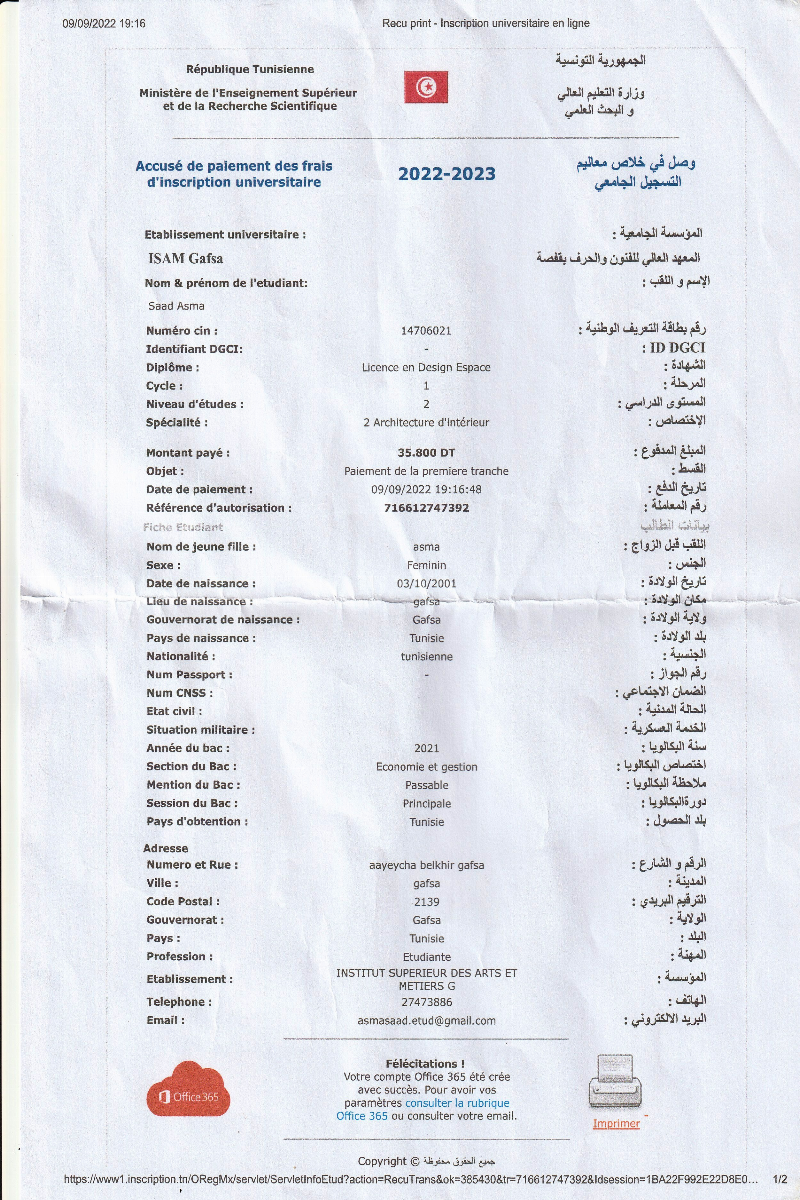 09/09/2022 19:16 Recu print - Inscription universitaire en ligne
République Tunisienne الجمهورية التونسية
Ministère de l'Enseignement Supérieur وزارة التعليم العالي
et de la Recherche Scientifique و البحث العلمي
Accusé de paiement des frais 2022-2023 وصل في خلاص معاليم
d'inscription universitaire التسجيل الجامعي
Etablissement universitaire : المؤسسة الجامعية :
ISAM Gafsa المعهد العالي للفنون والحرف بقفصة
Nom & prénom de l'etudiant: الإسم و اللقب :
Saad Asma
Numéro cin : 14706021 رقم بطاقة التعريف الوطنية :
Identifiant DGCI: - ID DGCI :
Diplôme : Licence en Design Espace الشهادة :
Cycle : 1 المرحلة :
Niveau d'études : 2 المستوى الدراسي :
Spécialité : 2 Architecture d'intérieur الاختصاص :
Montant payé : 35.800 DT المبلغ المدفوع :
Objet : Paiement de la premiere tranche القسط :
Date de paiement : 09/09/2022 19:16:48 تاريخ الدفع :
Référence d'autorisation : 716612747392 رقم المعاملة :
Fiche Etudiant بيانات الطالب
Nom de jeune fille : asma اللقب قبل الزواج :
Sexe : Feminin الجنس :
Date de naissance : 03/10/2001 تاريخ الولادة :
Lieu de naissance : gafsa مكان الولادة :
Gouvernorat de naissance : Gafsa ولاية الولادة :
Pays de naissance : Tunisie بلد الولادة :
Nationalité : tunisienne الجنسية :
Num Passport : - رقم الجواز :
Num CNSS : الضمان الاجتماعي :
Etat civil : الحالة المدنية :
Situation militaire : الخدمة العسكرية :
Année du bac : 2021 سنة البكالويا :
Section du Bac : Economie et gestion اختصاص البكالويا :
Mention du Bac : Passable ملاحظة البكالويا :
Session du Bac : Principale دورةالبكالويا :
Pays d'obtention : Tunisie بلد الحصول :
Adresse
Numero et Rue : aayeycha belkhir gafsa الرقم و الشارع :
Ville : gafsa المدينة :
Code Postal : 2139 الترقيم البريدي :
Gouvernorat : Gafsa الولاية :
Pays : Tunisie البلد :
Profession : Etudiante المهنة :
Etablissement : INSTITUT SUPERIEUR DES ARTS ET المؤسسة :
METIERS G
Telephone : 27473886 الهاتف :
Email : asmasaad.etud@gmail.com البريد الالكتروني :
Félécitations !
Votre compte Office 365 été crée
avec succès. Pour avoir vos
paramètres consulter la rubrique
Office 365 ou consulter votre email.
Office 365
Imprimer
Copyright © جميع الحقوق محفوظة
https://www1.inscription.tn/ORegMx/servlet/ServletInfoEtud?action=RecuTrans&ok=385430&tr=716612747392&Idsession=1BA22F992E22D8E0... 1/2